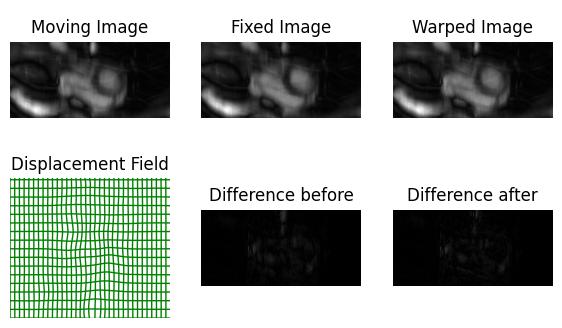 Moving Image
Fixed Image
Warped Image
Displacement Field
Difference before
Difference after